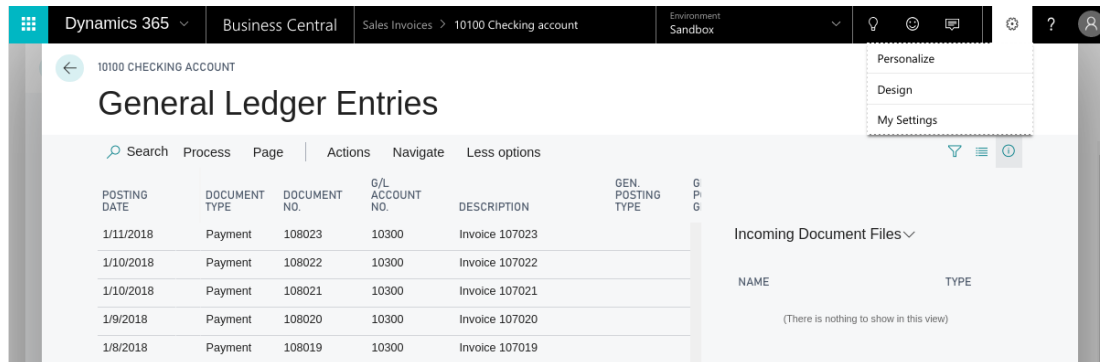 Dynamics 365 Business Central Sales Invoices > 10100 Checking account Environment
Sandbox ?
Personalize
Design
My Settings
10100 CHECKING ACCOUNT
General Ledger Entries
Search Process Page Actions Navigate Less options
POSTING DATE DOCUMENT TYPE DOCUMENT NO. G/L ACCOUNT NO. DESCRIPTION GEN. POSTING TYPE
1/11/2018 Payment 108023 10300 Invoice 107023
1/10/2018 Payment 108022 10300 Invoice 107022
1/10/2018 Payment 108021 10300 Invoice 107021
1/9/2018 Payment 108020 10300 Invoice 107020
1/8/2018 Payment 108019 10300 Invoice 107019
Incoming Document Files
NAME TYPE
(There is nothing to show in this view)